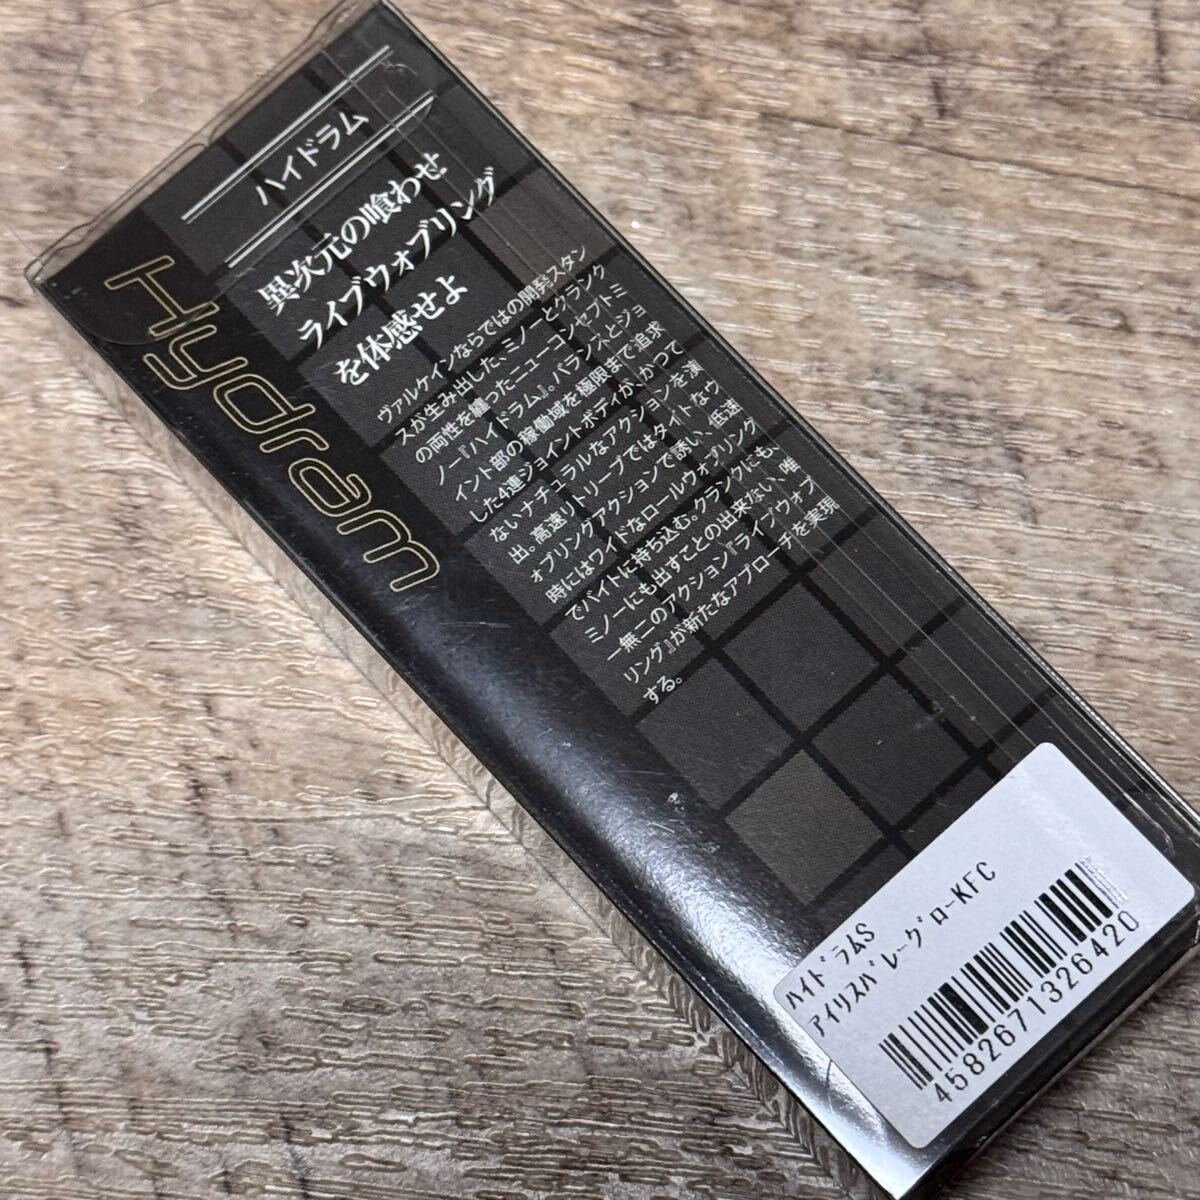 ハイドラム
異次元の喰わせ
ライブウォブリング
を体感せよ
Hydram
ヴァルケインならではの開発スタン
スが生み出した、ミノーとクランク
の両性を纏ったニューコンセプトミ
ノー『ハイドラム』。バランスとジョ
イント部の稼働域を極限まで追求
した4連ジョイントボディが、かつて
ないナチュラルなアクションを演
出。高速リトリーブではタイトなウ
ォブリングアクションで誘い、低速
時にはワイドなロールウォブリング
でバイトに持ち込む。クランクにも、
ミノーにも出すことの出来ない、唯
一無二のアクション『ライブウォブ
リング』が新たなアプローチを実現
する。
ﾊｲﾄﾞﾗﾑS
ｱｲﾘｽﾊﾟﾚｰｸﾞﾛｰKFC
4582671326420